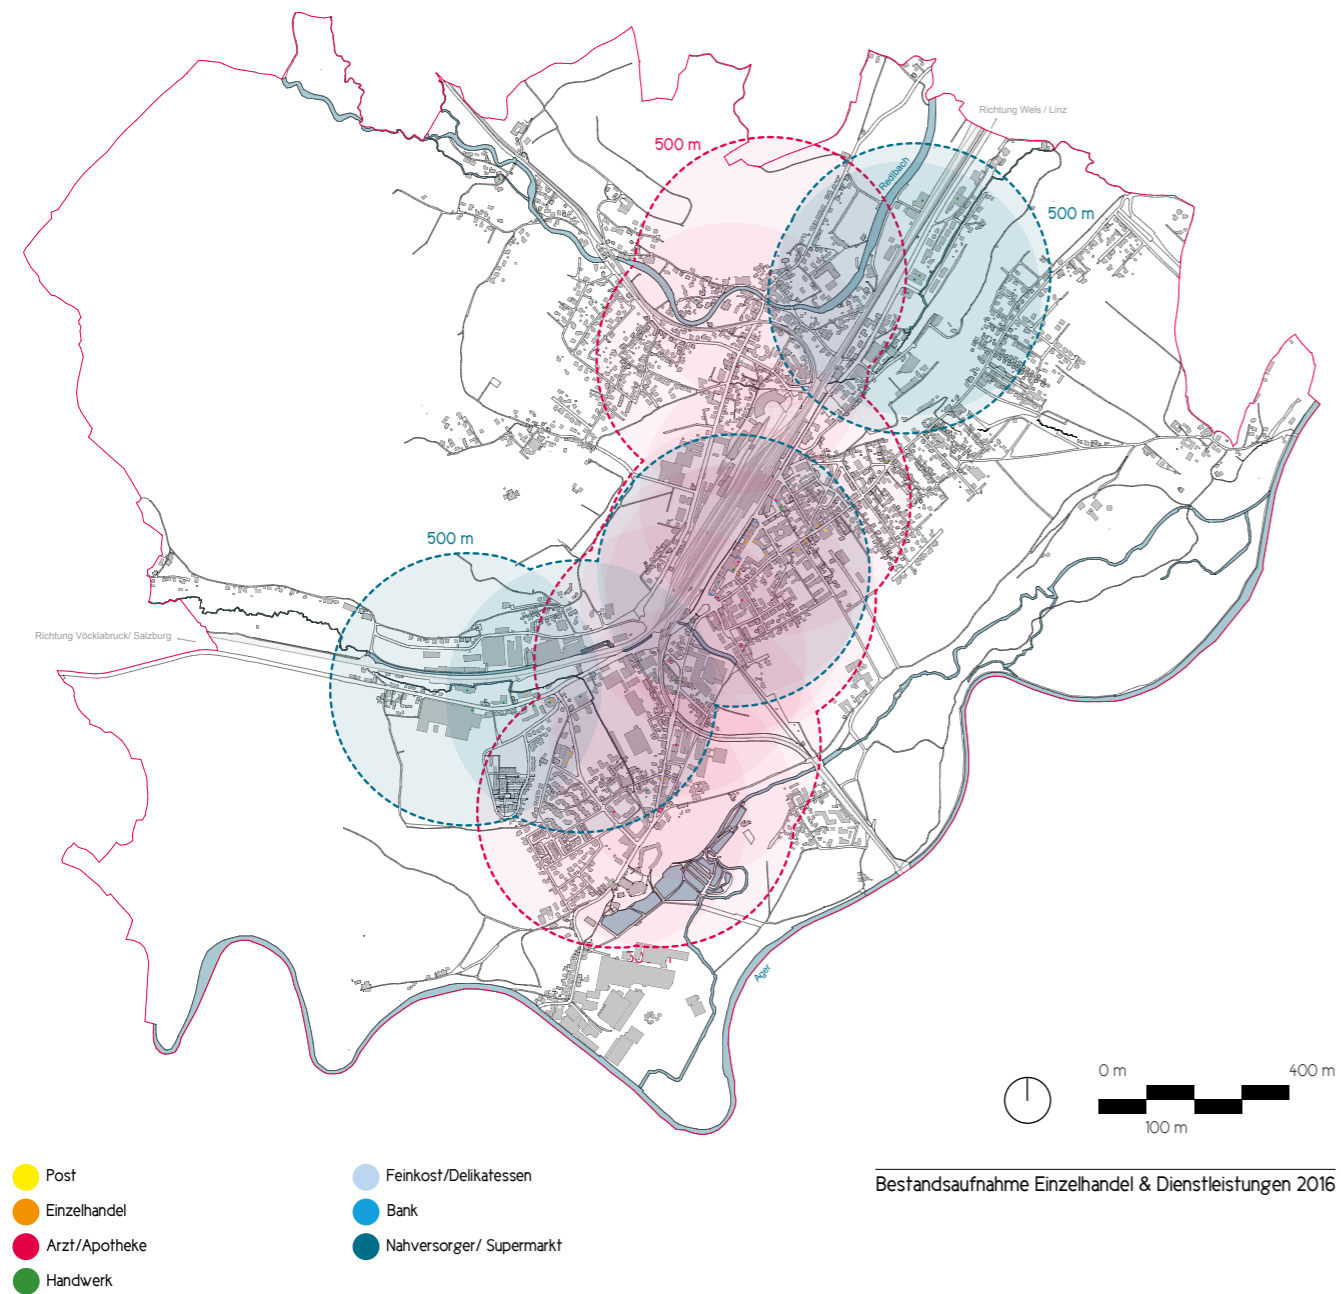 Richtung Wels / Linz
500 m
Redlbach
500 m
500 m
Richtung Vöcklabruck/ Salzburg
Ager
0 m
400 m
100 m
Post
Einzelhandel
Arzt/Apotheke
Handwerk
Feinkost/Delikatessen
Bank
Nahversorger/ Supermarkt
Bestandsaufnahme Einzelhandel & Dienstleistungen 2016